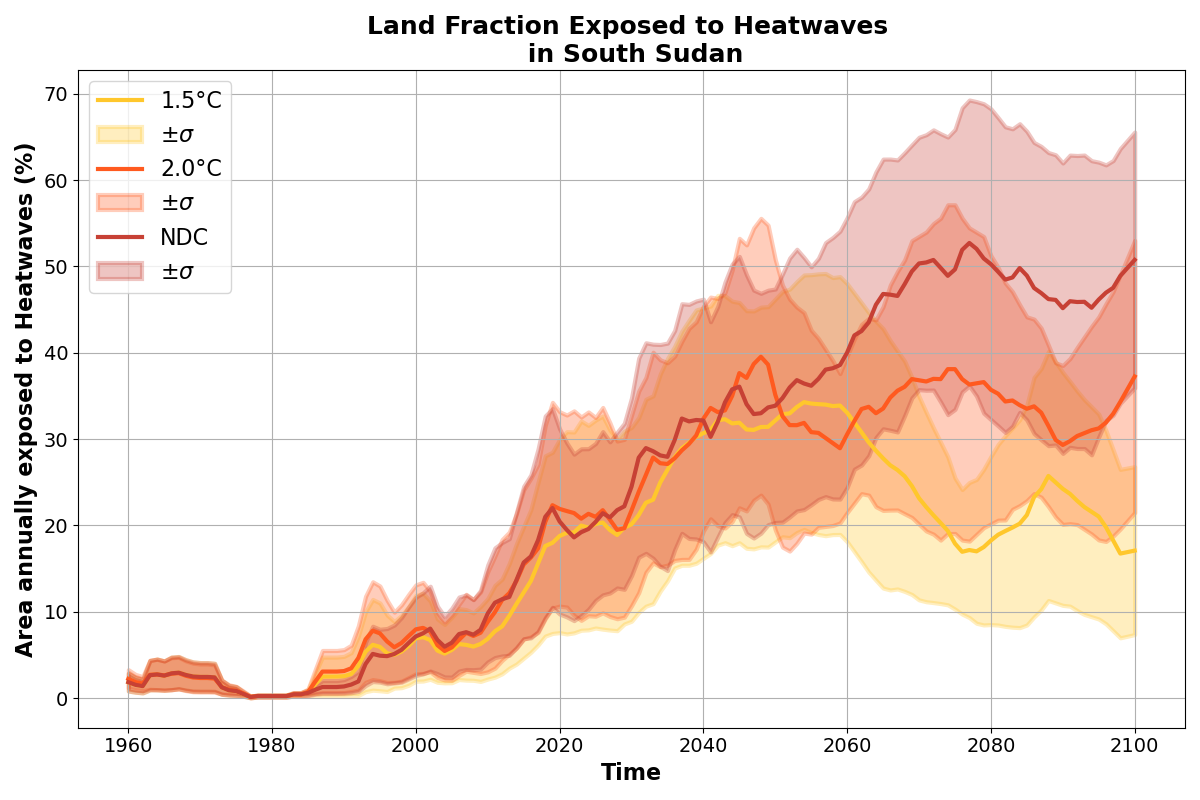 Land Fraction Exposed to Heatwaves
in South Sudan
Area annually exposed to Heatwaves (%)
70
60
50
40
30
20
10
0
1.5°C
±σ
2.0°C
±σ
NDC
±σ
1960 1980 2000 2020 2040 2060 2080 2100
Time